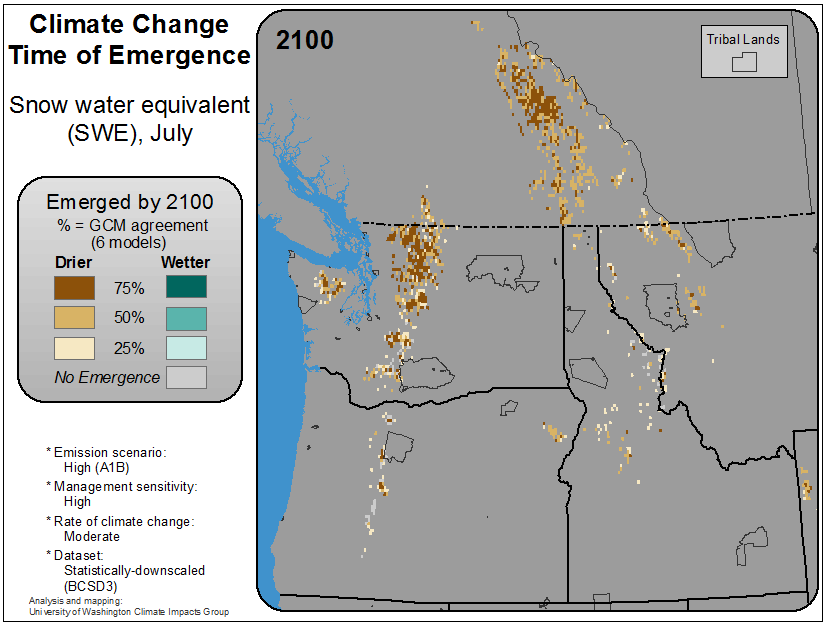 Climate Change
Time of Emergence
Snow water equivalent
(SWE), July
Emerged by 2100
% = GCM agreement
(6 models)
Drier Wetter
75%
50%
25%
No Emergence
* Emission scenario:
High (A1B)
* Management sensitivity:
High
* Rate of climate change:
Moderate
* Dataset:
Statistically-downscaled
(BCSD3)
Analysis and mapping:
University of Washington Climate Impacts Group
2100
Tribal Lands